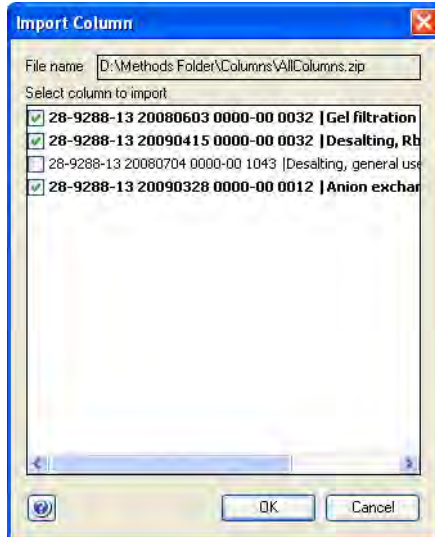 Import Column
File name D:\Methods Folder\Columns\AllColumns.zip
Select column to import
28-9288-13 20080603 0000-00 0032 |Gel filtration
28-9288-13 20090415 0000-00 0032 |Desalting, Rb
28-9288-13 20080704 0000-00 1043 |Desalting, general use
28-9288-13 20090328 0000-00 0012 |Anion exchan
OK Cancel